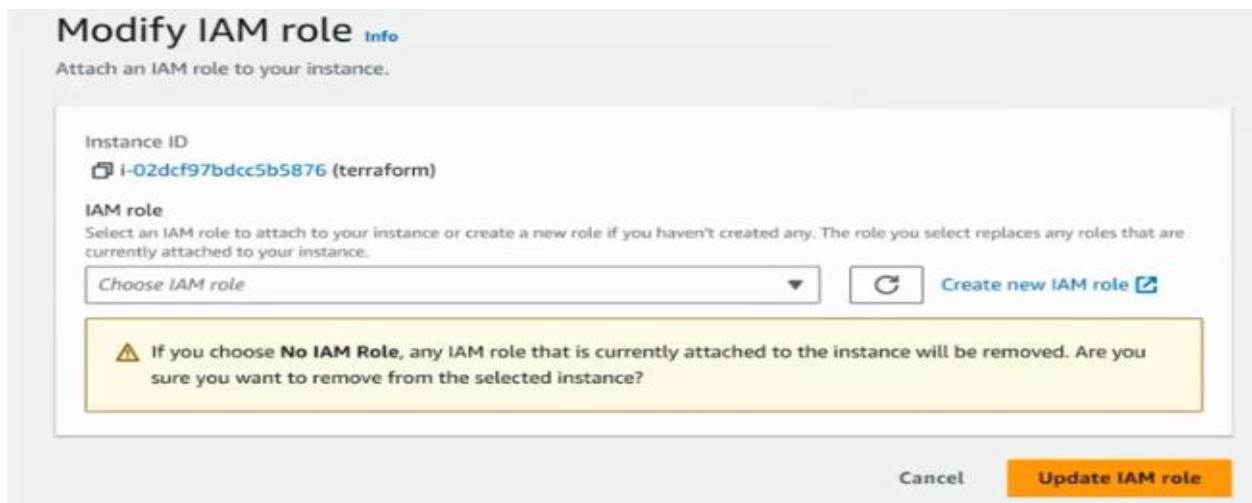 Modify IAM role Info
Attach an IAM role to your instance.
Instance ID
i-02dcf97bdcc5b5876 (terraform)
IAM role
Select an IAM role to attach to your instance or create a new role if you haven't created any. The role you select replaces any roles that are
currently attached to your instance.
Choose IAM role
Create new IAM role
If you choose No IAM Role, any IAM role that is currently attached to the instance will be removed. Are you
sure you want to remove from the selected instance?
Cancel
Update IAM role